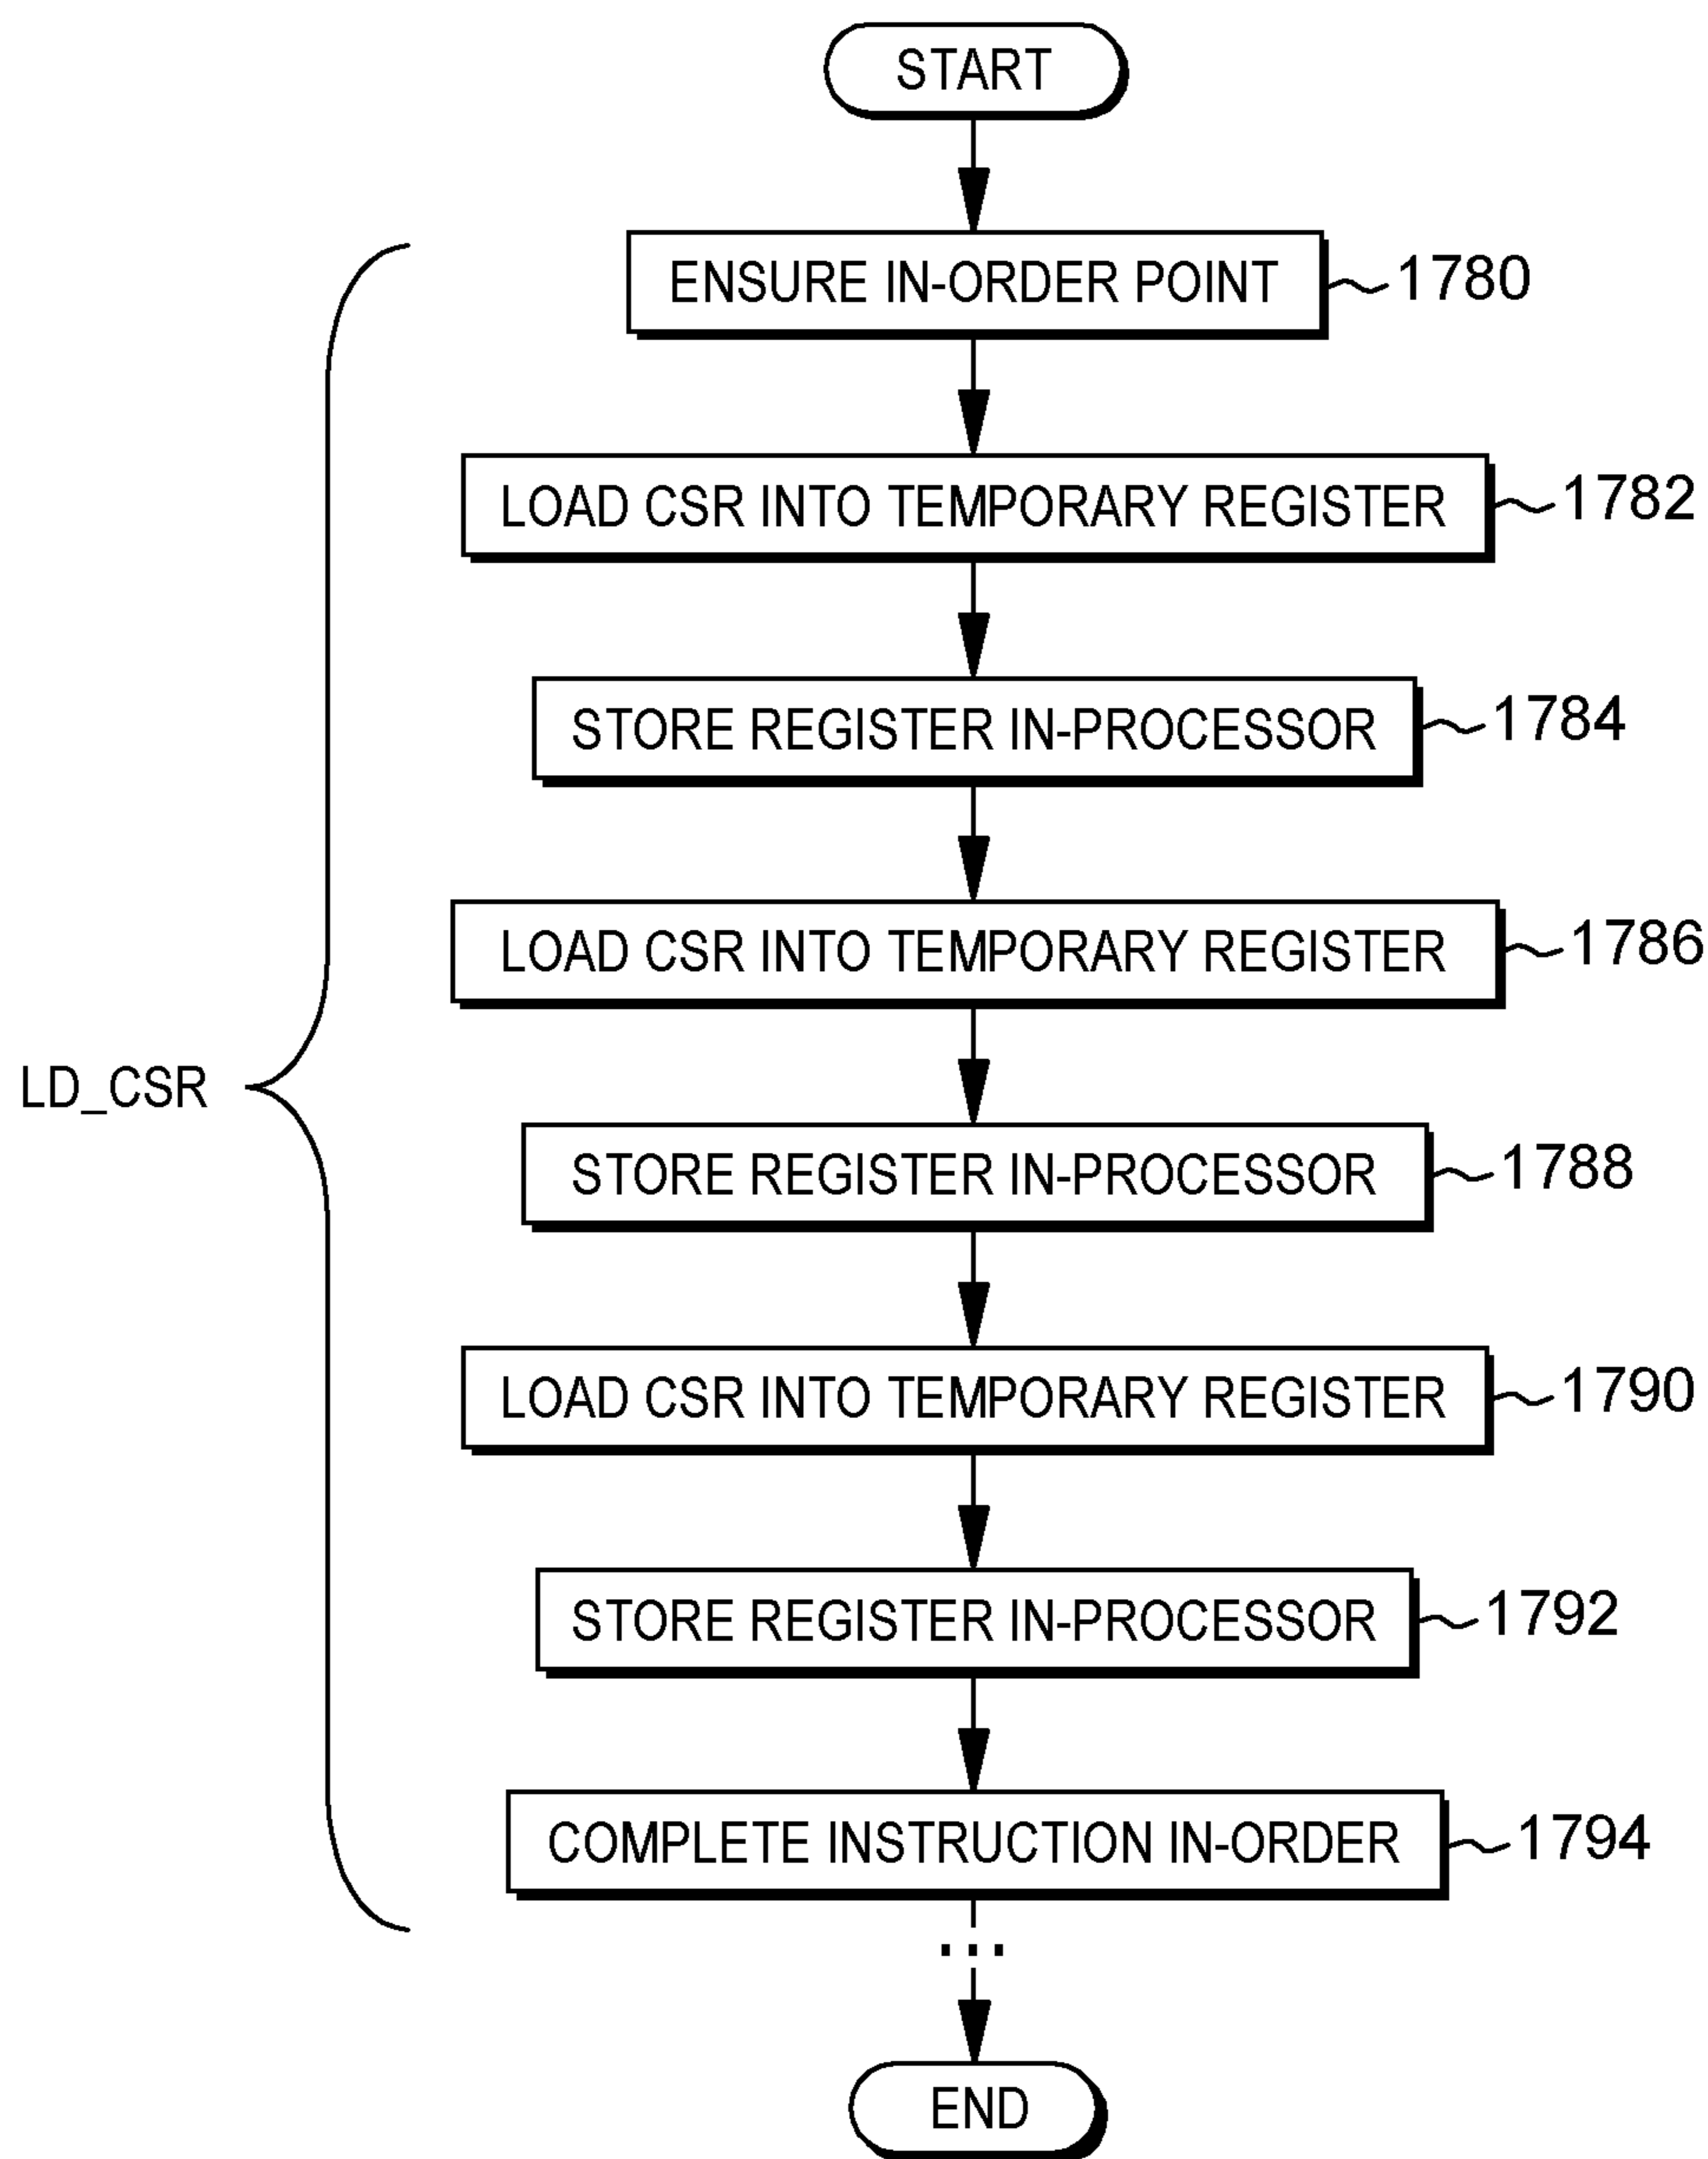 START
ENSURE IN-ORDER POINT 1780
LOAD CSR INTO TEMPORARY REGISTER 1782
STORE REGISTER IN-PROCESSOR 1784
LOAD CSR INTO TEMPORARY REGISTER 1786
LD_CSR
STORE REGISTER IN-PROCESSOR 1788
LOAD CSR INTO TEMPORARY REGISTER 1790
STORE REGISTER IN-PROCESSOR 1792
COMPLETE INSTRUCTION IN-ORDER 1794
...
END